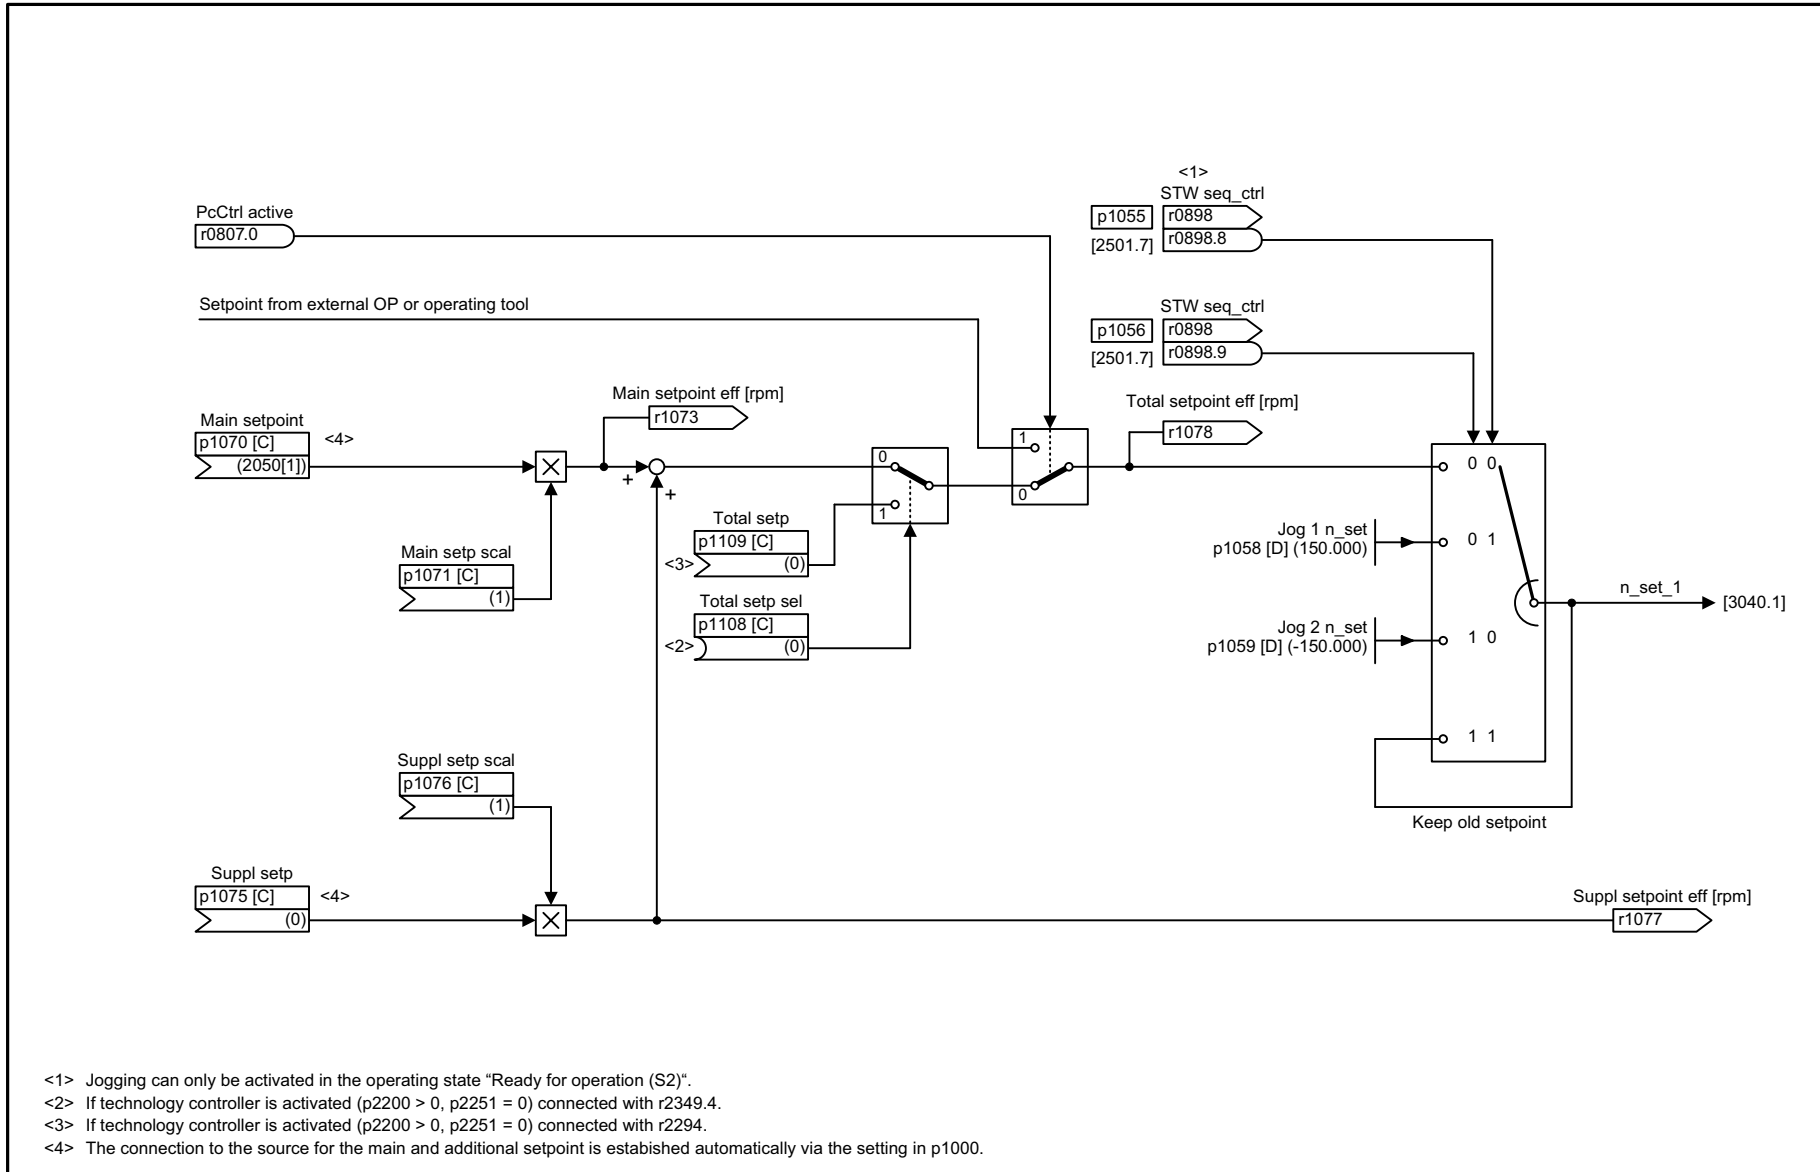 <1>
STW seq_ctrl
p1055
r0898
[2501.7]
r0898.8
PcCtrl active
r0807.0
Setpoint from external OP or operating tool
STW seq_ctrl
p1056
r0898
[2501.7]
r0898.9
Main setpoint eff [rpm]
r1073
Total setpoint eff [rpm]
r1078
Main setpoint
p1070 [C]
<4>
(2050[1])
+
+
0
1
1
0
0 0
Total setp
p1109 [C]
<3>
(0)
Jog 1 n_set
p1058 [D] (150.000)
0 1
Main setp scal
p1071 [C]
(1)
Total setp sel
p1108 [C]
<2>
(0)
n_set_1
[3040.1]
Jog 2 n_set
p1059 [D] (-150.000)
1 0
1 1
Keep old setpoint
Suppl setp scal
p1076 [C]
(1)
Suppl setp
p1075 [C]
<4>
(0)
Suppl setpoint eff [rpm]
r1077
<1> Jogging can only be activated in the operating state “Ready for operation (S2)“.
<2> If technology controller is activated (p2200 > 0, p2251 = 0) connected with r2349.4.
<3> If technology controller is activated (p2200 > 0, p2251 = 0) connected with r2294.
<4> The connection to the source for the main and additional setpoint is estabished automatically via the setting in p1000.